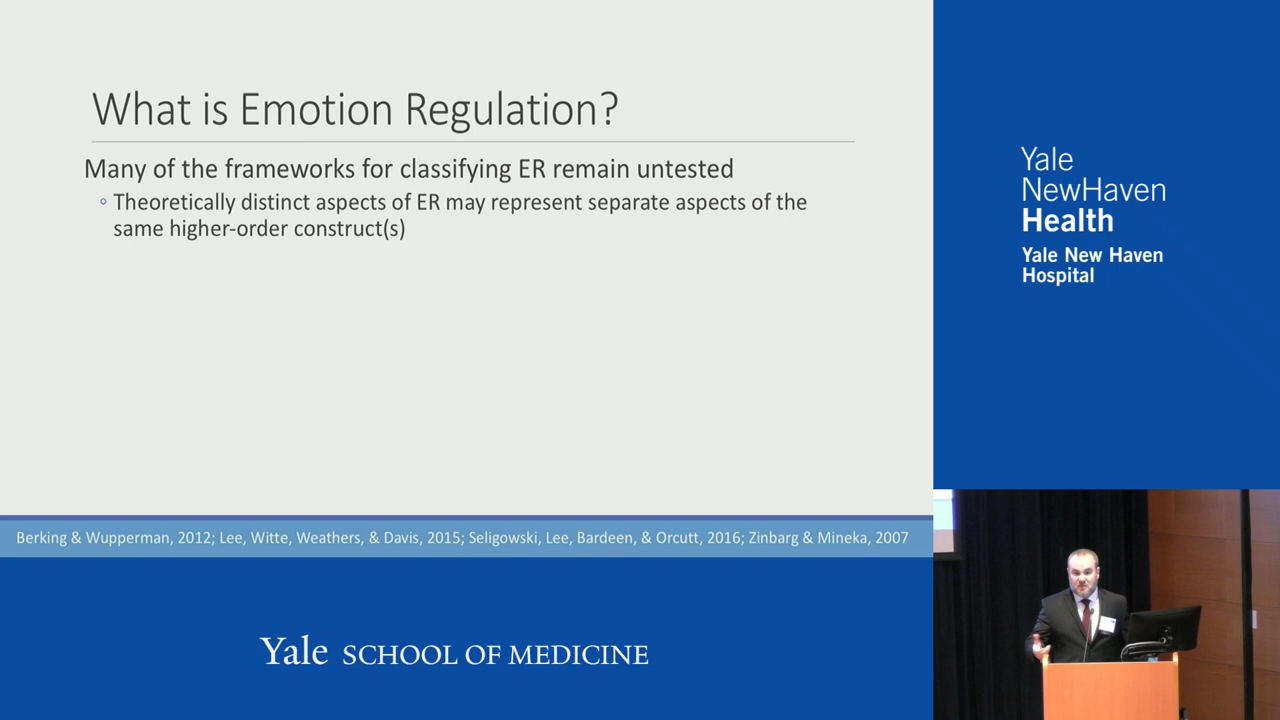 What is Emotion Regulation?
Many of the frameworks for classifying ER remain untested
◦ Theoretically distinct aspects of ER may represent separate aspects of the
same higher-order construct(s)
Berking & Wupperman, 2012; Lee, Witte, Weathers, & Davis, 2015; Seligowski, Lee, Bardeen, & Orcutt, 2016; Zinbarg & Mineka, 2007
Yale SCHOOL OF MEDICINE
Yale
NewHaven
Health
Yale New Haven
Hospital